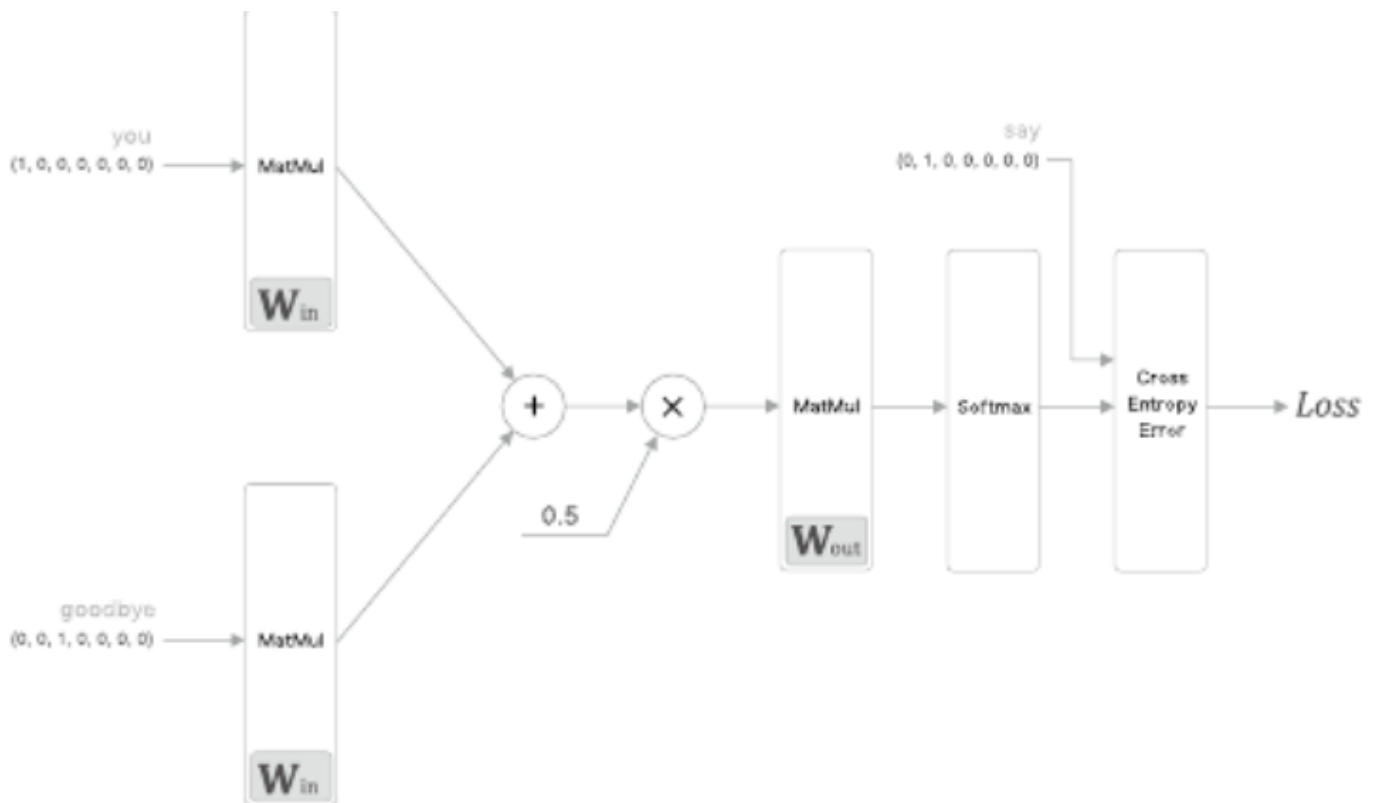 you
(1, 0, 0, 0, 0, 0, 0)
MatMul
Win
say
(0, 1, 0, 0, 0, 0, 0)
+
×
0.5
MatMul
Wout
Softmax
Cross
Entropy
Error
Loss
goodbye
(0, 0, 1, 0, 0, 0, 0)
MatMul
Win